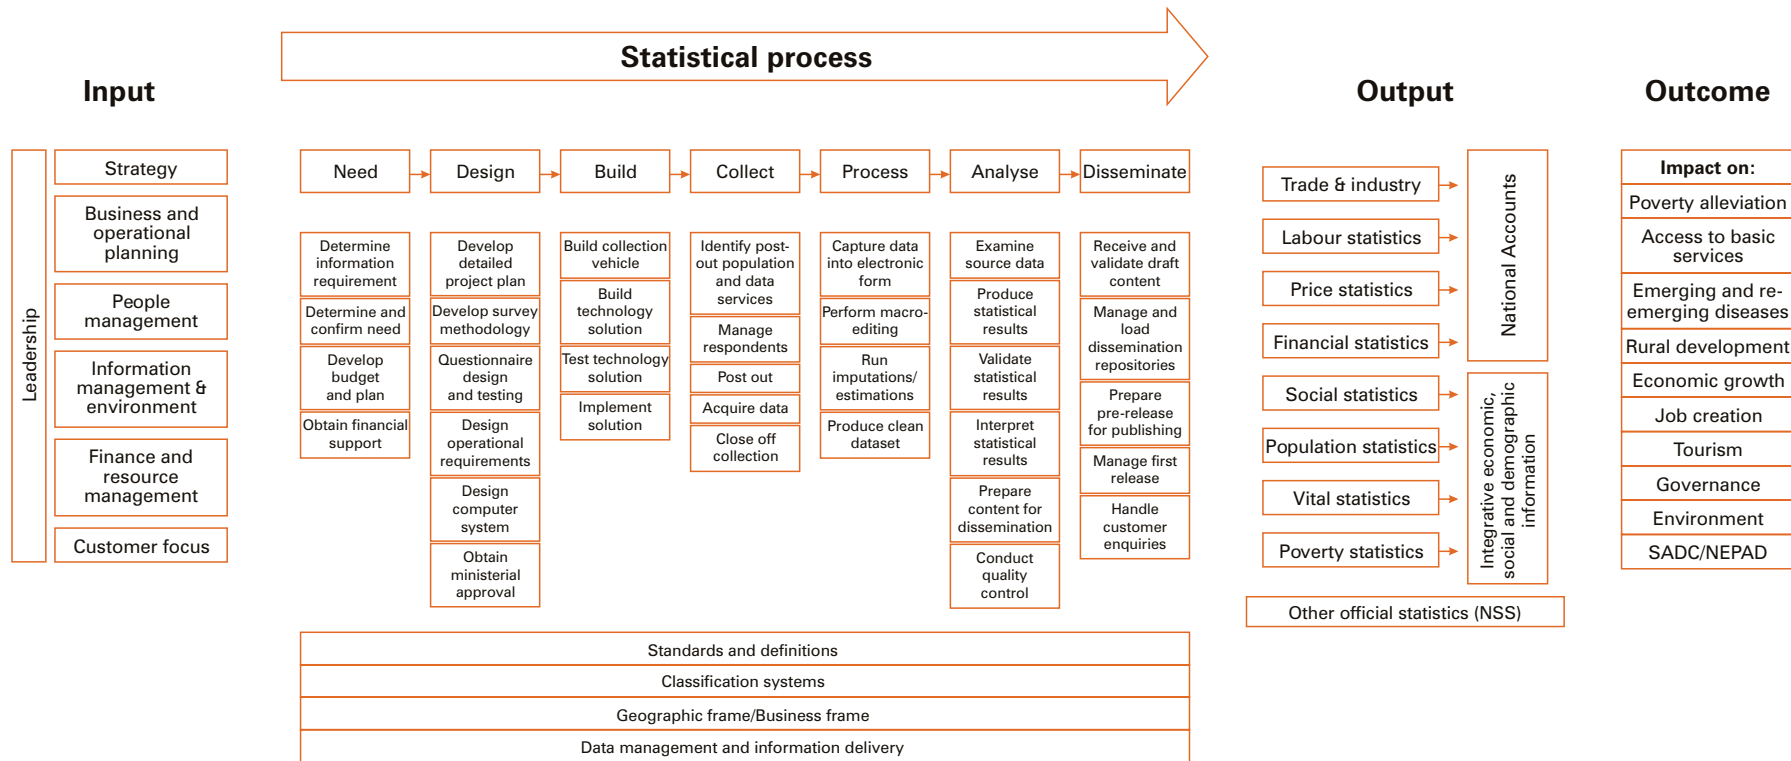 Statistical process
Input
Output
Outcome
Leadership
Strategy
Business and
operational
planning
People
management
Information
management &
environment
Finance and
resource
management
Customer focus
Need
Design
Build
Collect
Process
Analyse
Disseminate
Determine
information
requirement
Determine and
confirm need
Develop
budget
and plan
Obtain financial
support
Develop
detailed
project plan
Develop survey
methodology
Questionnaire
design
and testing
Design
operational
requirements
Design
computer
system
Obtain
ministerial
approval
Build collection
vehicle
Build
technology
solution
Test technology
solution
Implement
solution
Identify post-
out population
and data
services
Manage
respondents
Post out
Acquire data
Close off
collection
Capture data
into electronic
form
Perform macro-
editing
Run
imputations/
estimations
Produce clean
dataset
Examine
source data
Produce
statistical
results
Validate
statistical
results
Interpret
statistical
results
Prepare
content for
dissemination
Conduct
quality
control
Receive and
validate draft
content
Manage and
load
dissemination
repositories
Prepare
pre-release
for publishing
Manage first
release
Handle
customer
enquiries
Standards and definitions
Classification systems
Geographic frame/Business frame
Data management and information delivery
Trade & industry
Labour statistics
Price statistics
Financial statistics
Social statistics
Population statistics
Vital statistics
Poverty statistics
National Accounts
Integrative economic,
social and demographic
information
Other official statistics (NSS)
Impact on:
Poverty alleviation
Access to basic
services
Emerging and re-
emerging diseases
Rural development
Economic growth
Job creation
Tourism
Governance
Environment
SADC/NEPAD